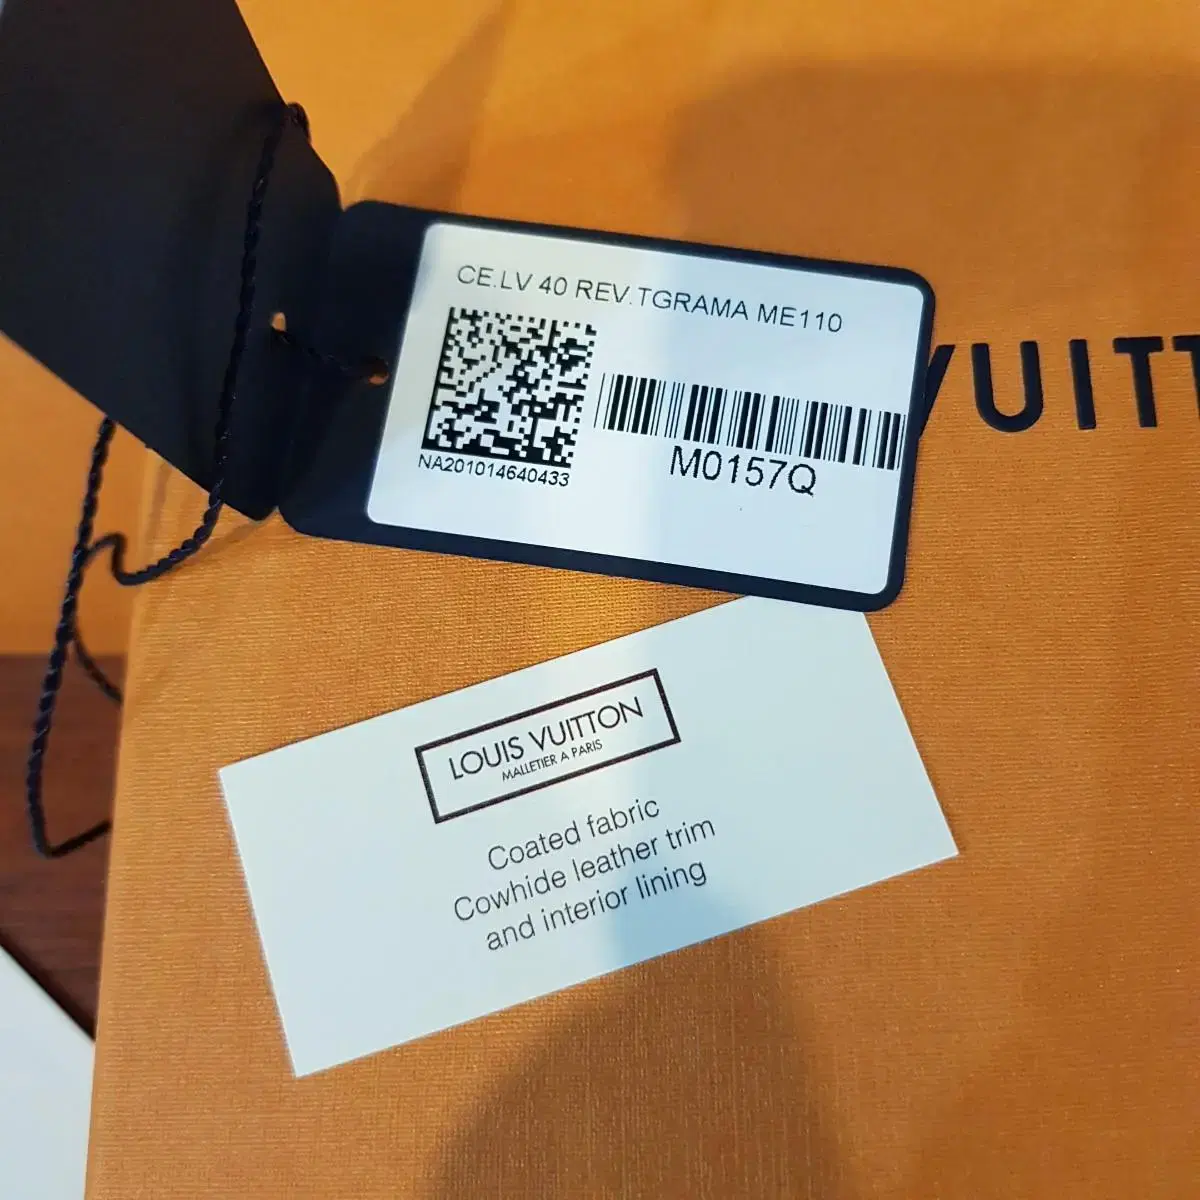 CE.LV 40 REV.TGRAMA ME110
NA201014640433
M0157Q
VUITT
LOUIS VUITTON
MALLETIER A PARIS
Coated fabric
Cowhide leather trim
and interior lining